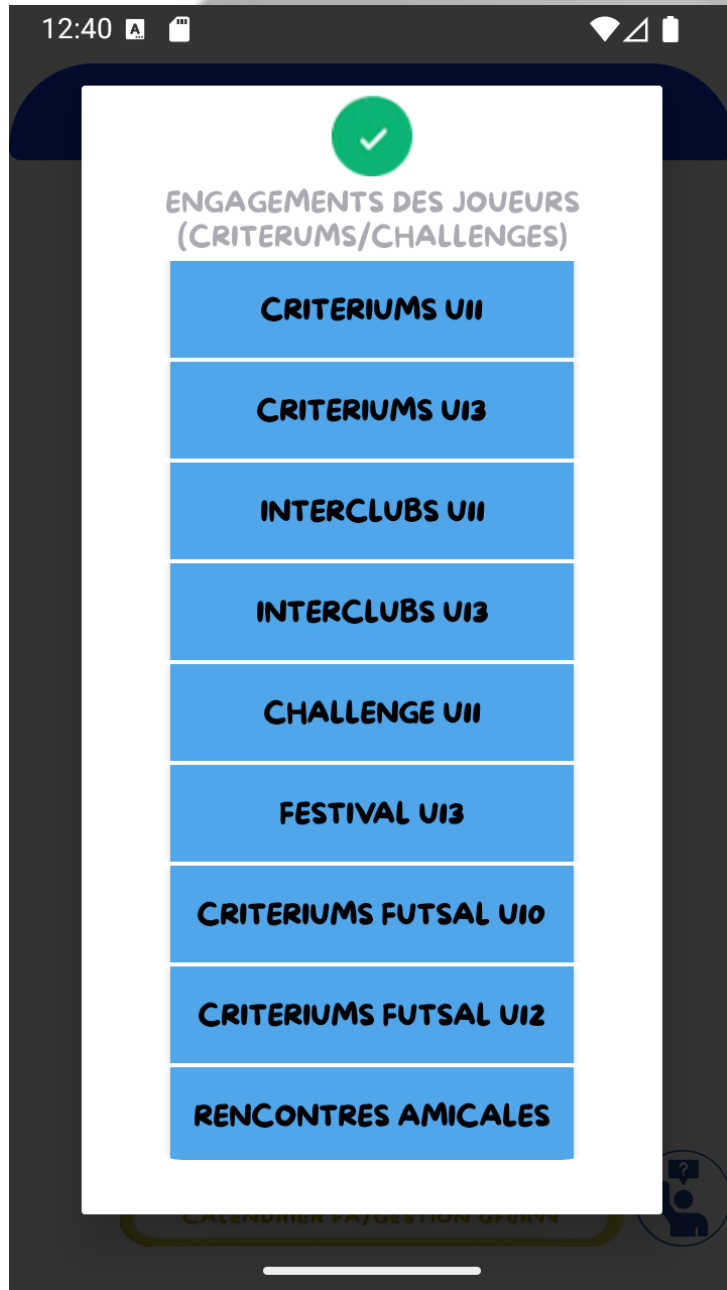 12:40
ENGAGEMENTS DES JOUEURS
(CRITERUMS/CHALLENGES)
CRITERIUMS U11
CRITERIUMS U13
INTERCLUBS U11
INTERCLUBS U13
CHALLENGE U11
FESTIVAL U13
CRITERIUMS FUTSAL U10
CRITERIUMS FUTSAL U12
RENCONTRES AMICALES
?